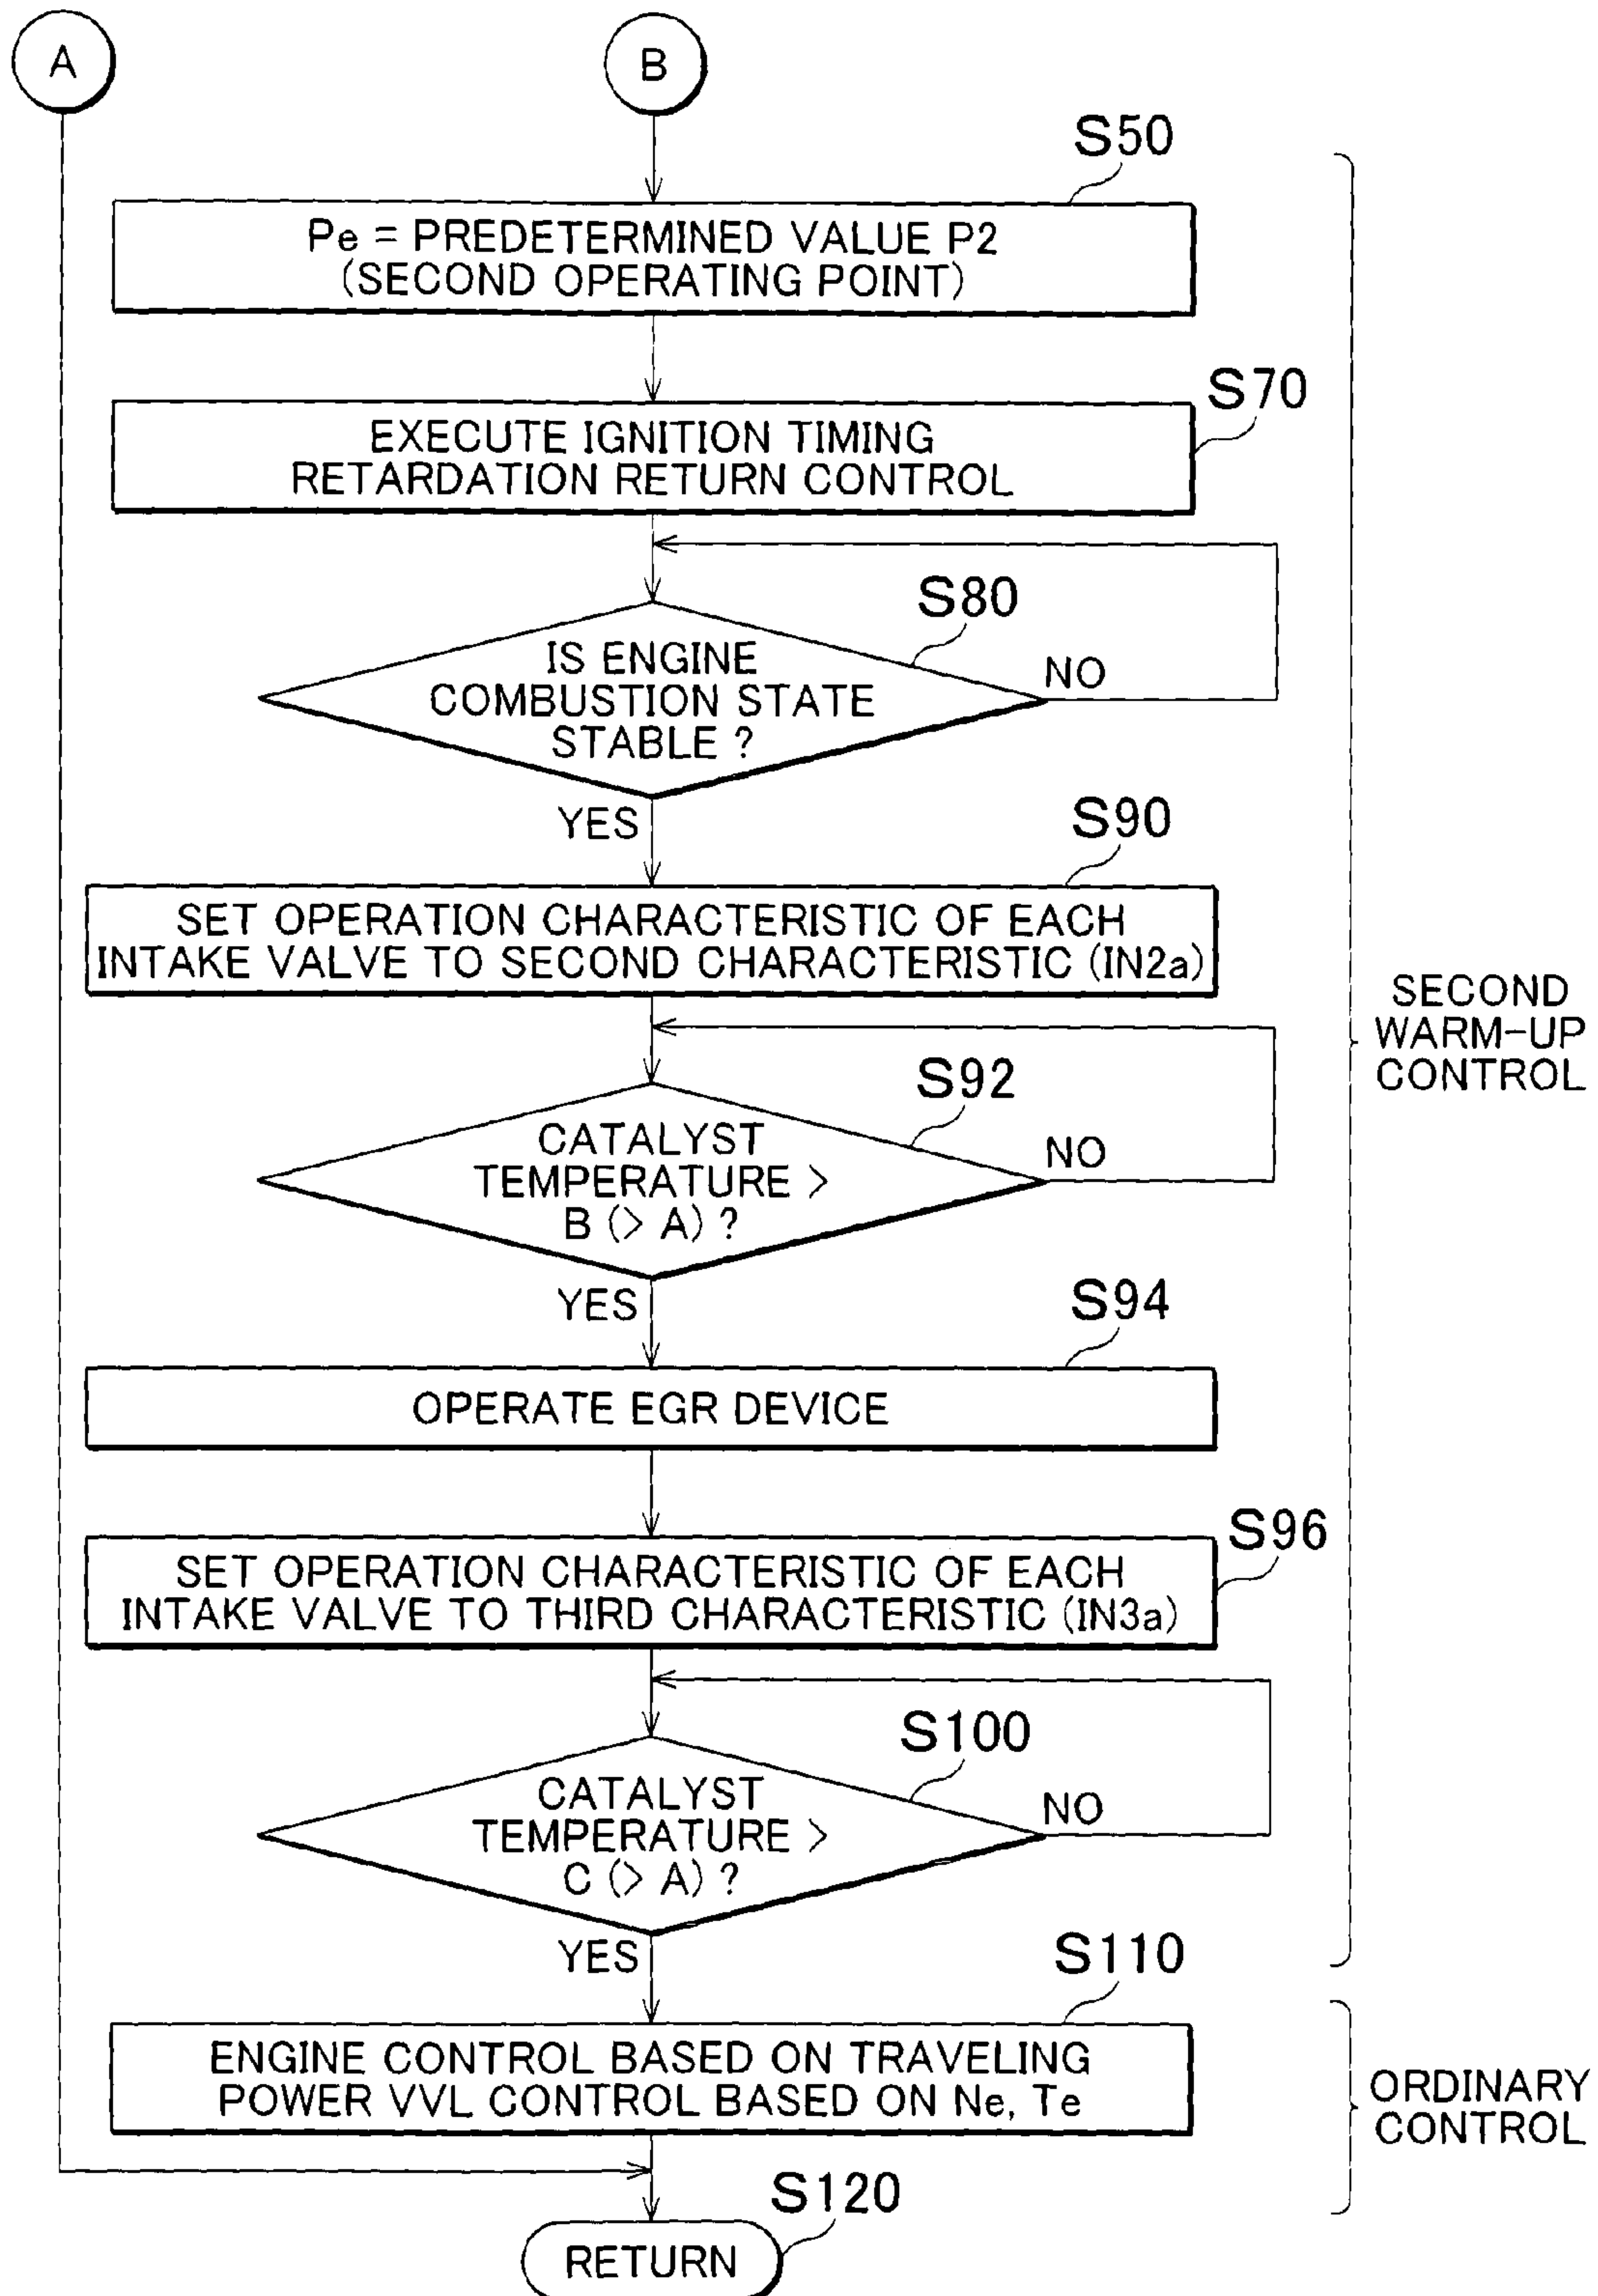 A
B
S50
Pe = PREDETERMINED VALUE P2
(SECOND OPERATING POINT)
S70
EXECUTE IGNITION TIMING
RETARDATION RETURN CONTROL
S80
IS ENGINE
COMBUSTION STATE
STABLE ?
NO
YES
S90
SET OPERATION CHARACTERISTIC OF EACH
INTAKE VALVE TO SECOND CHARACTERISTIC (IN2a)
SECOND
WARM-UP
CONTROL
S92
CATALYST
TEMPERATURE >
B (> A) ?
NO
YES
S94
OPERATE EGR DEVICE
S96
SET OPERATION CHARACTERISTIC OF EACH
INTAKE VALVE TO THIRD CHARACTERISTIC (IN3a)
S100
CATALYST
TEMPERATURE >
C (> A) ?
NO
YES
S110
ENGINE CONTROL BASED ON TRAVELING
POWER VVL CONTROL BASED ON Ne, Te
ORDINARY
CONTROL
S120
RETURN